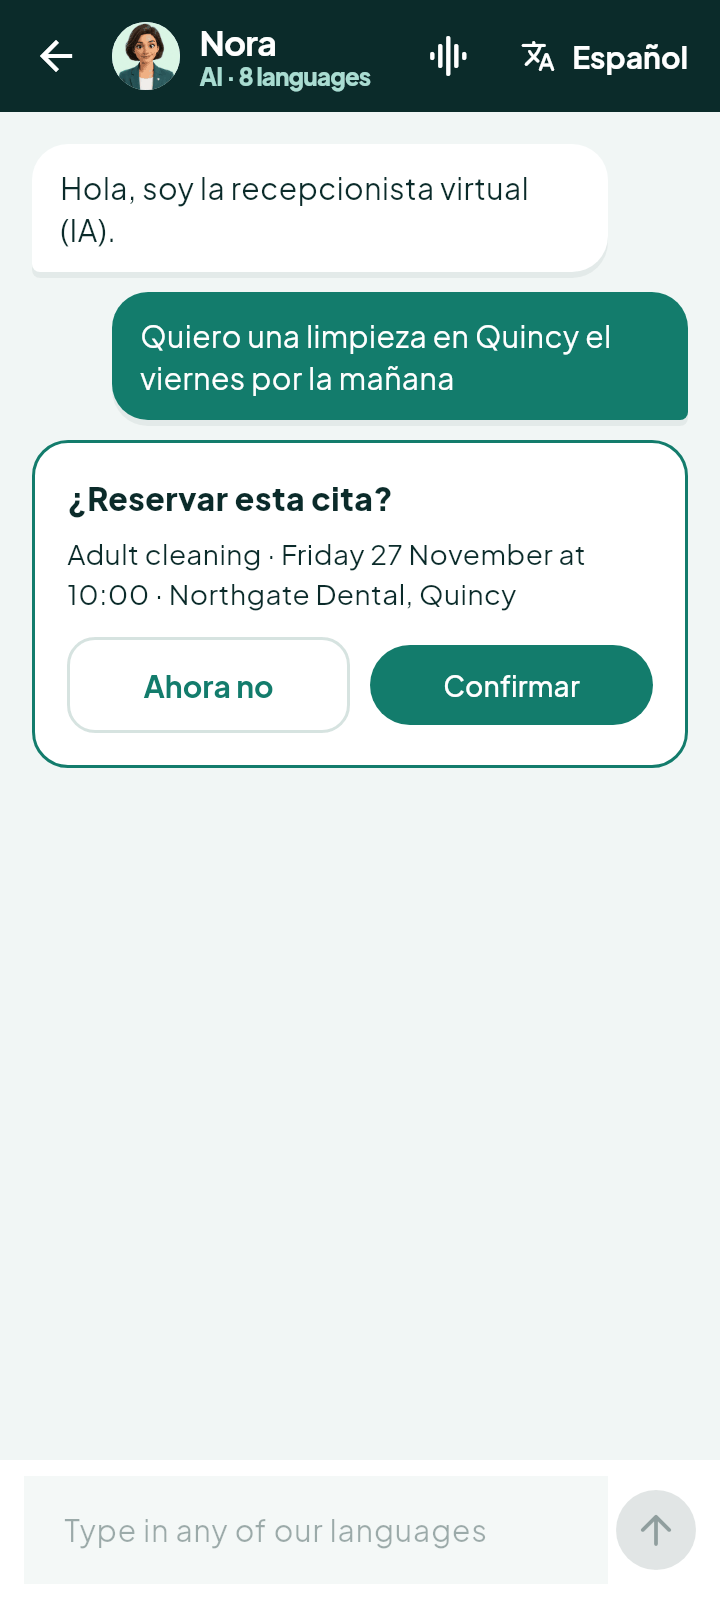 Nora
AI · 8 languages
Español
Hola, soy la recepcionista virtual
(IA).
Quiero una limpieza en Quincy el
viernes por la mañana
¿Reservar esta cita?
Adult cleaning · Friday 27 November at
10:00 · Northgate Dental, Quincy
Ahora no
Confirmar
Type in any of our languages